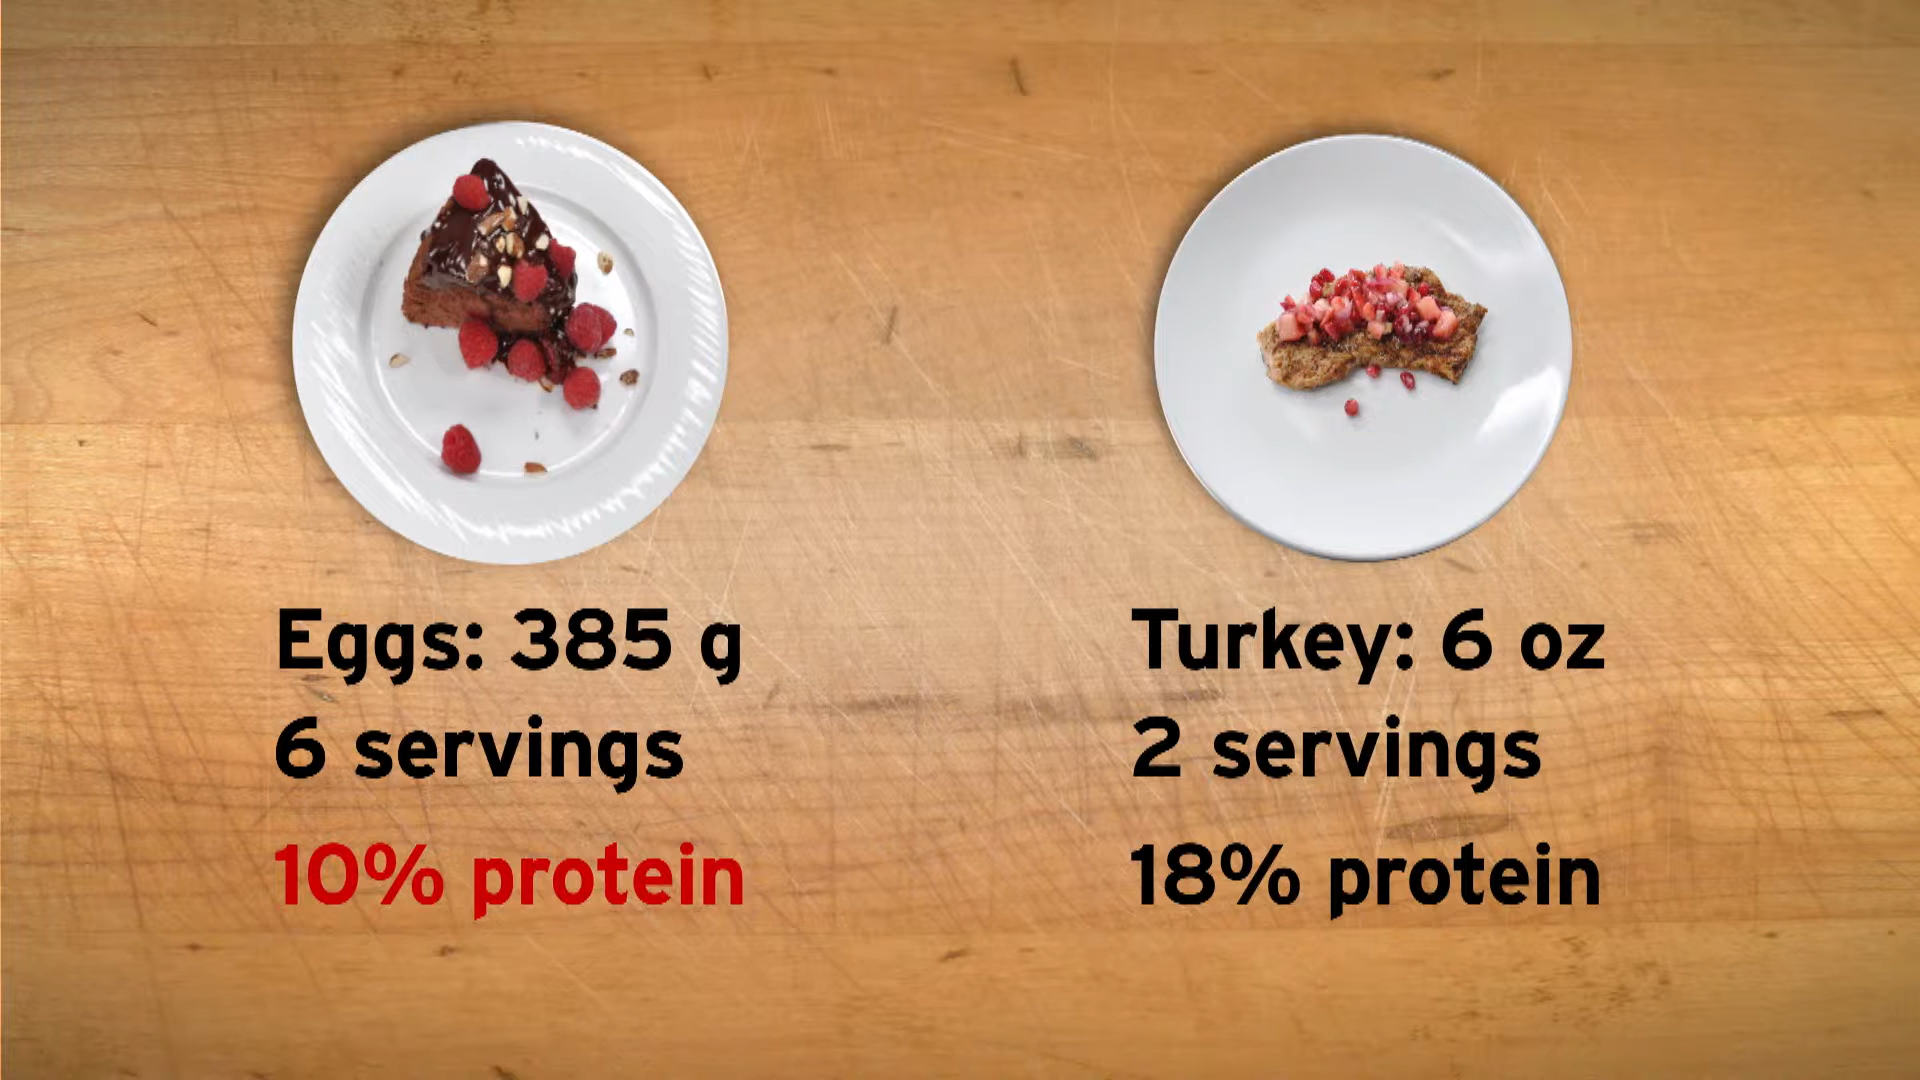 Eggs: 385 g
6 servings
10% protein
Turkey: 6 oz
2 servings
18% protein